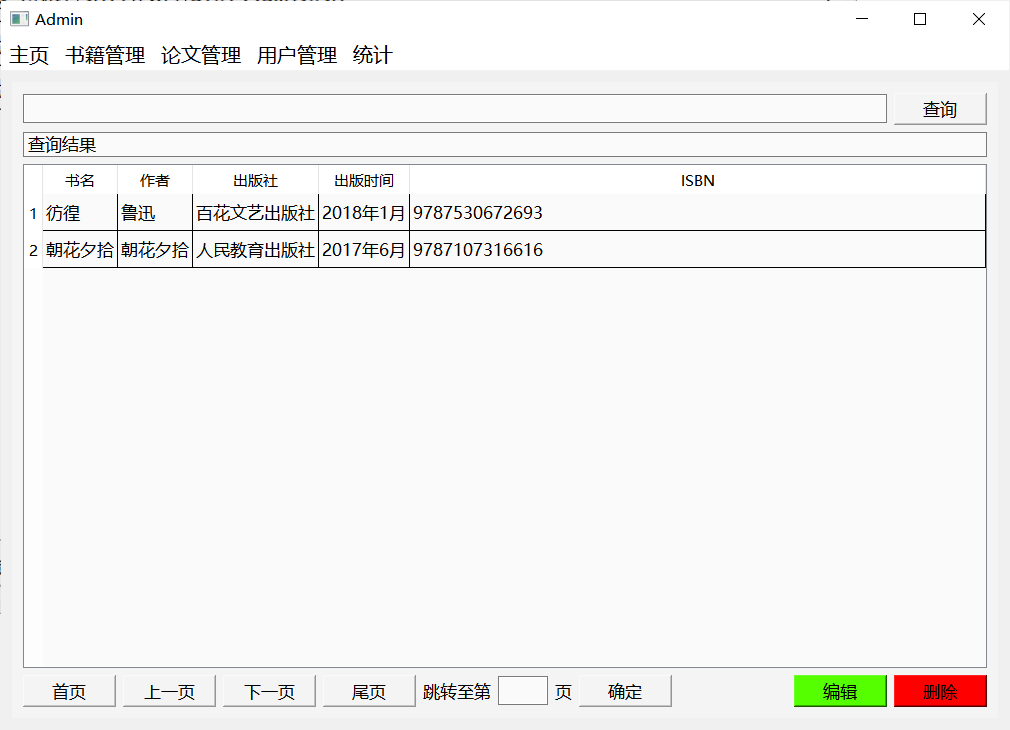 Admin
主页 书籍管理 论文管理 用户管理 统计
查询
查询结果
书名 作者 出版社 出版时间 ISBN
1 彷徨 鲁迅 百花文艺出版社 2018年1月 9787530672693
2 朝花夕拾 朝花夕拾 人民教育出版社 2017年6月 9787107316616
首页 上一页 下一页 尾页 跳转至第 页 确定 编辑 删除